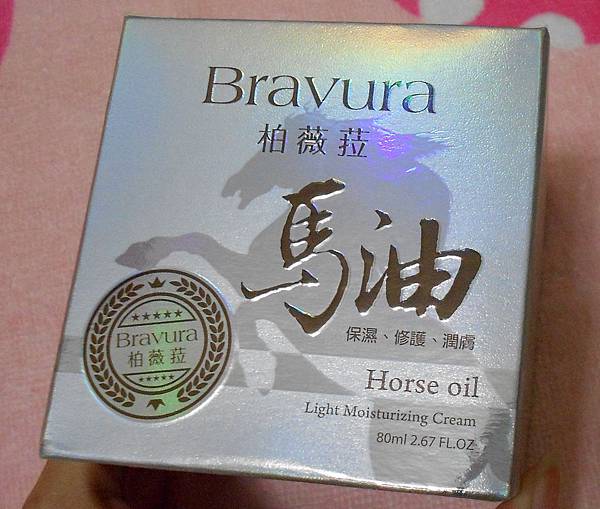 Bravura
柏薇菈
馬油
保濕、修護、潤膚
★★★★★
Bravura
柏薇菈
★★★★★
Horse oil
Light Moisturizing Cream
80ml 2.67 FL.OZ